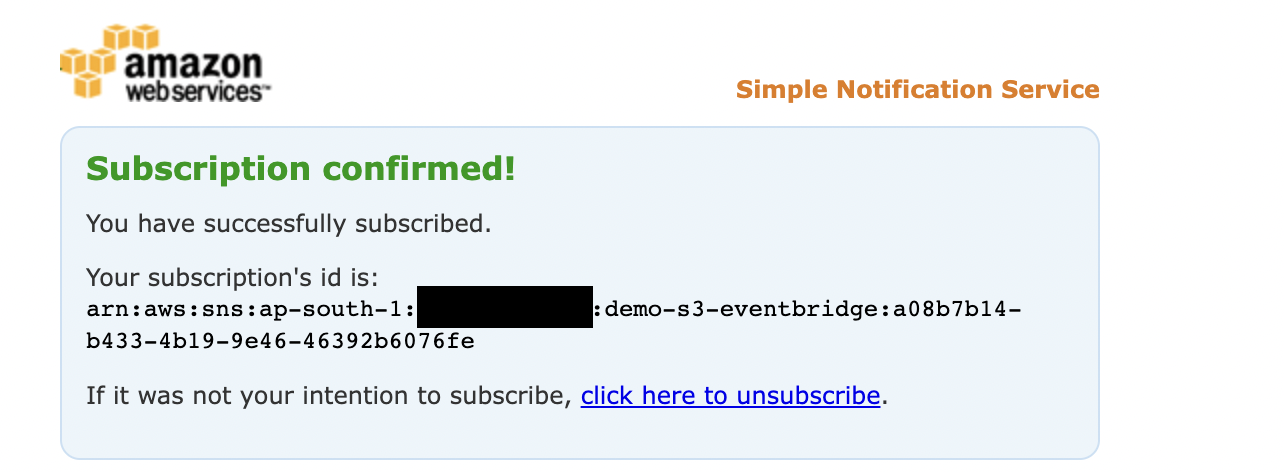 amazon
webservices™
Simple Notification Service
Subscription confirmed!
You have successfully subscribed.
Your subscription's id is:
arn:aws:sns:ap-south-1: :demo-s3-eventbridge:a08b7b14-
b433-4b19-9e46-46392b6076fe
If it was not your intention to subscribe, click here to unsubscribe.